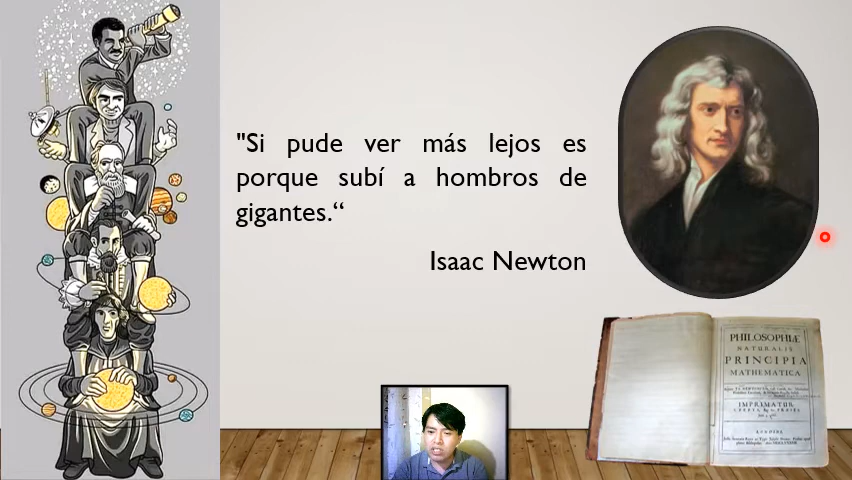 "Si pude ver más lejos es
porque subí a hombros de
gigantes.“
Isaac Newton
PHILOSOPHIÆ
NATURALIS
PRINCIPIA
MATHEMATICA
IMPRIMATUR